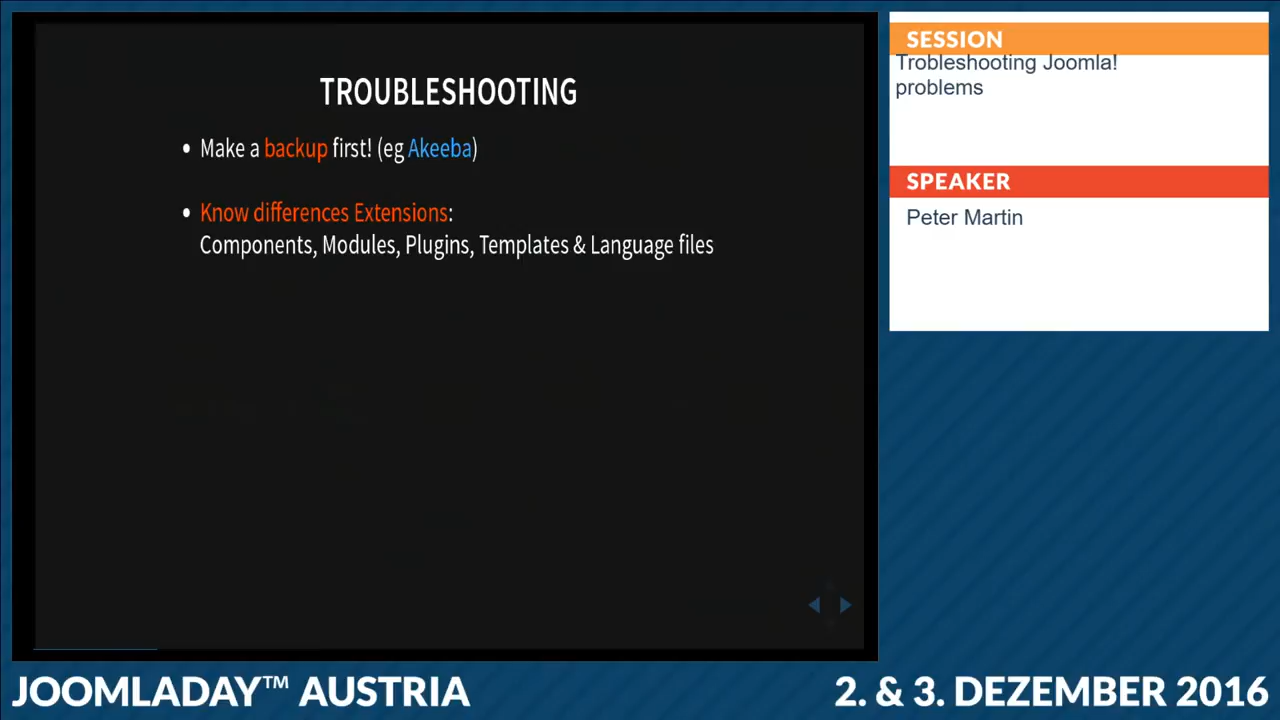 TROUBLESHOOTING
• Make a backup first! (eg Akeeba)
• Know differences Extensions:
Components, Modules, Plugins, Templates & Language files
SESSION
Trobleshooting Joomla!
problems
SPEAKER
Peter Martin
JOOMLADAY™ AUSTRIA
2. & 3. DEZEMBER 2016